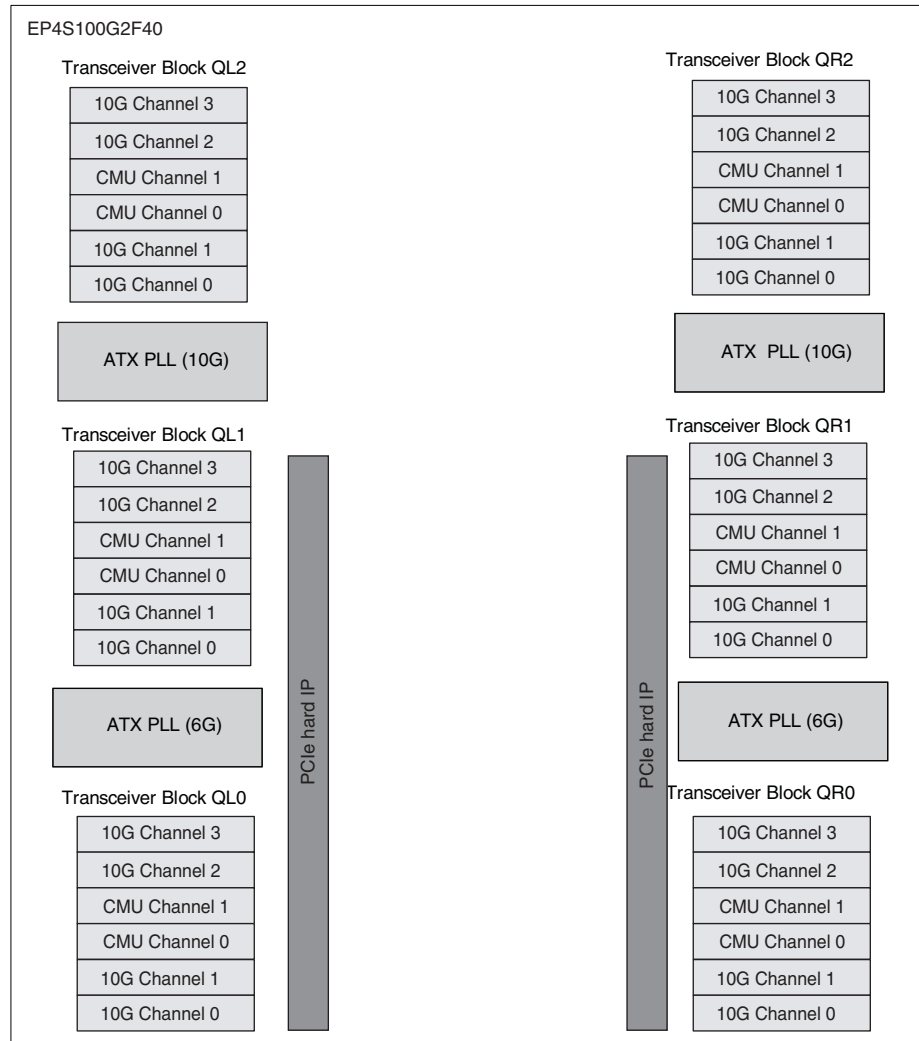 EP4S100G2F40
Transceiver Block QL2
10G Channel 3
10G Channel 2
CMU Channel 1
CMU Channel 0
10G Channel 1
10G Channel 0
ATX PLL (10G)
Transceiver Block QL1
10G Channel 3
10G Channel 2
CMU Channel 1
CMU Channel 0
10G Channel 1
10G Channel 0
ATX PLL (6G)
Transceiver Block QL0
10G Channel 3
10G Channel 2
CMU Channel 1
CMU Channel 0
10G Channel 1
10G Channel 0
PCIe hard IP
PCIe hard IP
Transceiver Block QR2
10G Channel 3
10G Channel 2
CMU Channel 1
CMU Channel 0
10G Channel 1
10G Channel 0
ATX PLL (10G)
Transceiver Block QR1
10G Channel 3
10G Channel 2
CMU Channel 1
CMU Channel 0
10G Channel 1
10G Channel 0
ATX PLL (6G)
Transceiver Block QR0
10G Channel 3
10G Channel 2
CMU Channel 1
CMU Channel 0
10G Channel 1
10G Channel 0